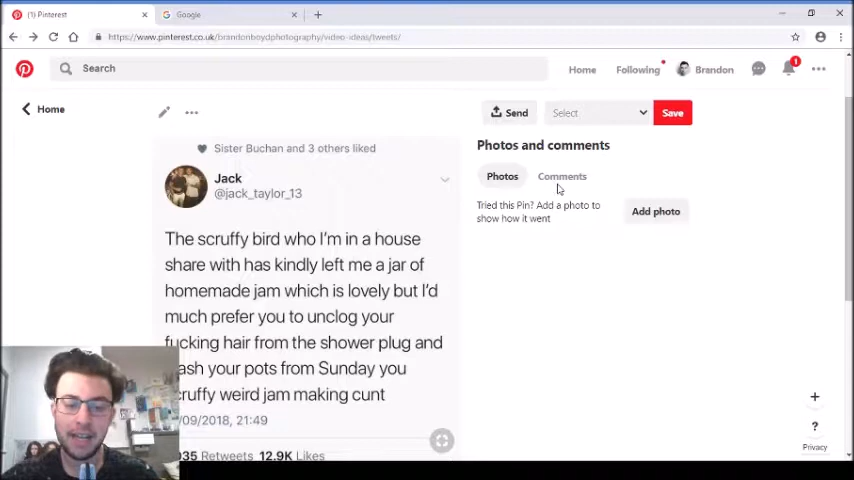 (1) Pinterest
Google
https://www.pinterest.co.uk/brandonboydphotography/video-ideas/tweets/
Search
Home
Following
Brandon
1
Home
Send
Select
Save
Sister Buchan and 3 others liked
Jack
@jack_taylor_13
The scruffy bird who I'm in a house
share with has kindly left me a jar of
homemade jam which is lovely but I'd
much prefer you to unclog your
fucking hair from the shower plug and
ash your pots from Sunday you
cruffy weird jam making cunt
/09/2018, 21:49
935 Retweets 12.9K Likes
Photos and comments
Photos
Comments
Tried this Pin? Add a photo to
show how it went
Add photo
+
?
Privacy